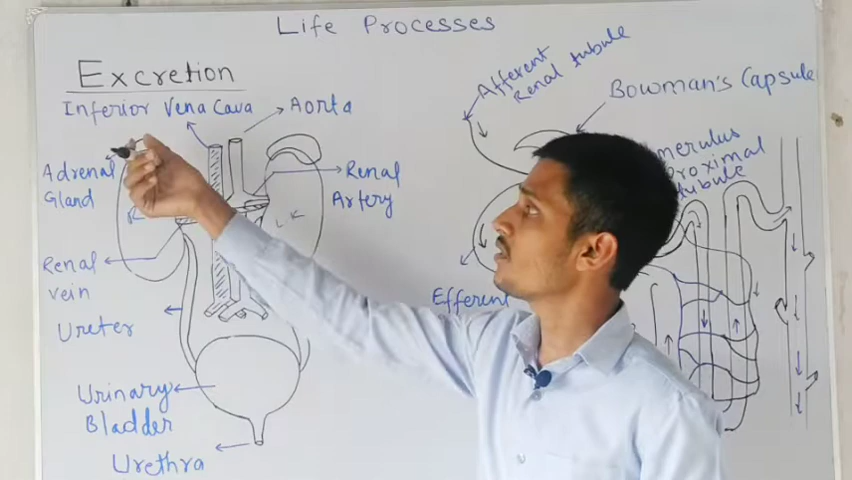 Life Processes
Excretion
Inferior Vena Cava
Aorta
Adrenal
Gland
Renal
Artery
L K
Renal
vein
Ureter
Urinary
Bladder
Urethra
Afferent
Renal tubule
Bowman's Capsule
Proximal
tubule
Efferent